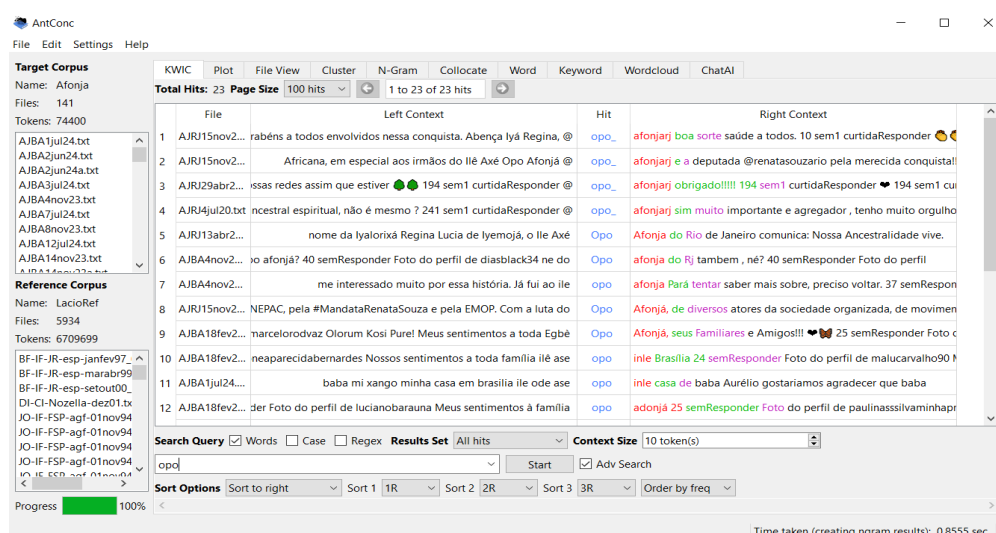 AntConc
File Edit Settings Help
Target Corpus
Name: Afonja
Files: 141
Tokens: 74400
AJBA1jul24.txt
AJBA2jun24.txt
AJBA2jun24a.txt
AJBA3jul24.txt
AJBA4nov23.txt
AJBA7jul24.txt
AJBA8nov23.txt
AJBA12jul24.txt
AJBA14nov23.txt
AJBA14nov23a.txt
Reference Corpus
Name: LacioRef
Files: 5934
Tokens: 6709699
BF-IF-JR-esp-janfev97_
BF-IF-JR-esp-marabr99
BF-IF-JR-esp-setout00_
DI-CI-Nozella-dez01.tx
JO-IF-FSP-agf-01nov94
JO-IF-FSP-agf-01nov94
JO-IF-FSP-agf-01nov94
JO-IF-FSP-agf-01nov94
JO-IF-FSP-agf-01nov94
Progress 100%
KWIC Plot File View Cluster N-Gram Collocate Word Keyword Wordcloud ChatAI
Total Hits: 23 Page Size 100 hits 1 to 23 of 23 hits
File Left Context Hit Right Context
1 AJRJ15nov2... rabéns a todos envolvidos nessa conquista. Abença Iyá Regina, @ opo_ afonjarj boa sorte saúde a todos. 10 sem1 curtidaResponder 👏
2 AJRJ15nov2... Africana, em especial aos irmãos do Ilê Axé Opo Afonjá @ opo_ afonjarj e a deputada @renatasouzario pela merecida conquista!!
3 AJRJ29abr2... ossas redes assim que estiver 🌳🌳 194 sem1 curtidaResponder @ opo_ afonjarj obrigado!!!!! 194 sem1 curtidaResponder ❤ 194 sem1 cur
4 AJRJ4jul20.txt ncestral espiritual, não é mesmo ? 241 sem1 curtidaResponder @ opo_ afonjarj sim muito importante e agregador , tenho muito orgulho
5 AJRJ13abr2... nome da Iyalorixá Regina Lucia de Iyemojá, o Ile Axé Opo Afonja do Rio de Janeiro comunica: Nossa Ancestralidade vive.
6 AJBA4nov2... oo afonjá? 40 semResponder Foto do perfil de diasblack34 ne do Opo afonja do Rj tambem , né? 40 semResponder Foto do perfil
7 AJBA4nov2... me interessado muito por essa história. Já fui ao ile opo afonja Pará tentar saber mais sobre, preciso voltar. 37 semRespon
8 AJRJ15nov2... NEPAC, pela #MandataRenataSouza e pela EMOP. Com a luta do Opo Afonjá, de diversos atores da sociedade organizada, de movimen
9 AJBA18fev2... marcelorodvaz Olorum Kosi Pure! Meus sentimentos a toda Egbè Opo Afonjá, seus Familiares e Amigos!!! ❤🦋 25 semResponder Foto c
10 AJBA18fev2... neaparecidabernardes Nossos sentimentos a toda família ilê ase opo inle Brasília 24 semResponder Foto do perfil de malucarvalho90
11 AJBA1jul24.... baba mi xango minha casa em brasilia ile ode ase opo inle casa de baba Aurélio gostariamos agradecer que baba
12 AJBA18fev2... der Foto do perfil de lucianobarauna Meus sentimentos à família opo adonjá 25 semResponder Foto do perfil de paulinasssilvaminhapr
Search Query Words Case Regex Results Set All hits Context Size 10 token(s)
opo Start Adv Search
Sort Options Sort to right Sort 1 1R Sort 2 2R Sort 3 3R Order by freq
Time taken (creating ngram results): 0.8555 sec